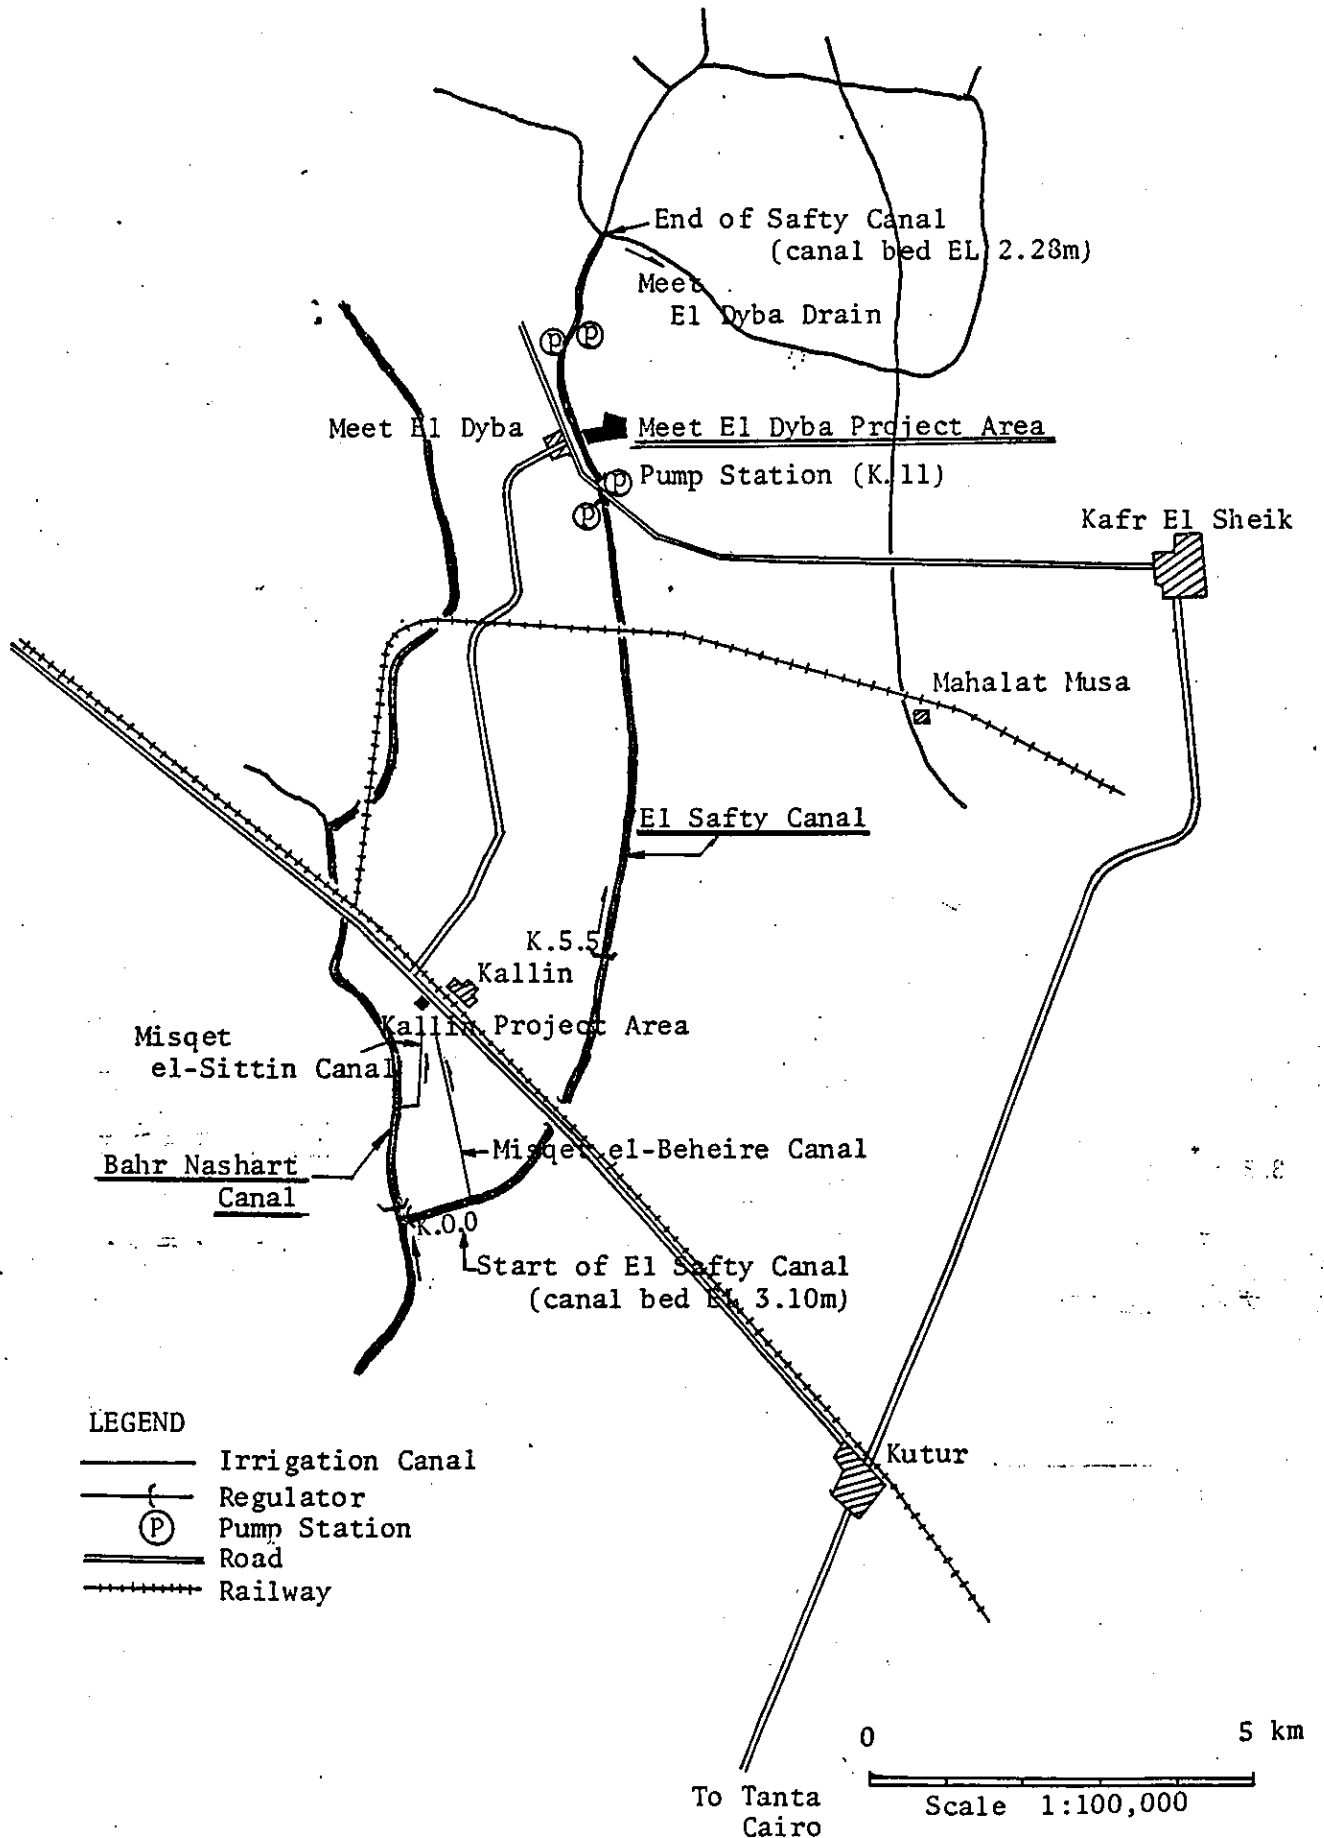 End of Safty Canal
(canal bed EL 2.28m)
Meet
El Dyba Drain
P
P
Meet El Dyba
Meet El Dyba Project Area
P
Pump Station (K.11)
P
Kafr El Sheik
Mahalat Musa
El Safty Canal
K.5.5
Kallin
Kallin Project Area
Misqet
el-Sittin Canal
Misqet el-Beheire Canal
Bahr Nashart
Canal
K.0.0
Start of El Safty Canal
(canal bed EL 3.10m)
LEGEND
Irrigation Canal
Regulator
P Pump Station
Road
Railway
Kutur
0 5 km
Scale 1:100,000
To Tanta
Cairo